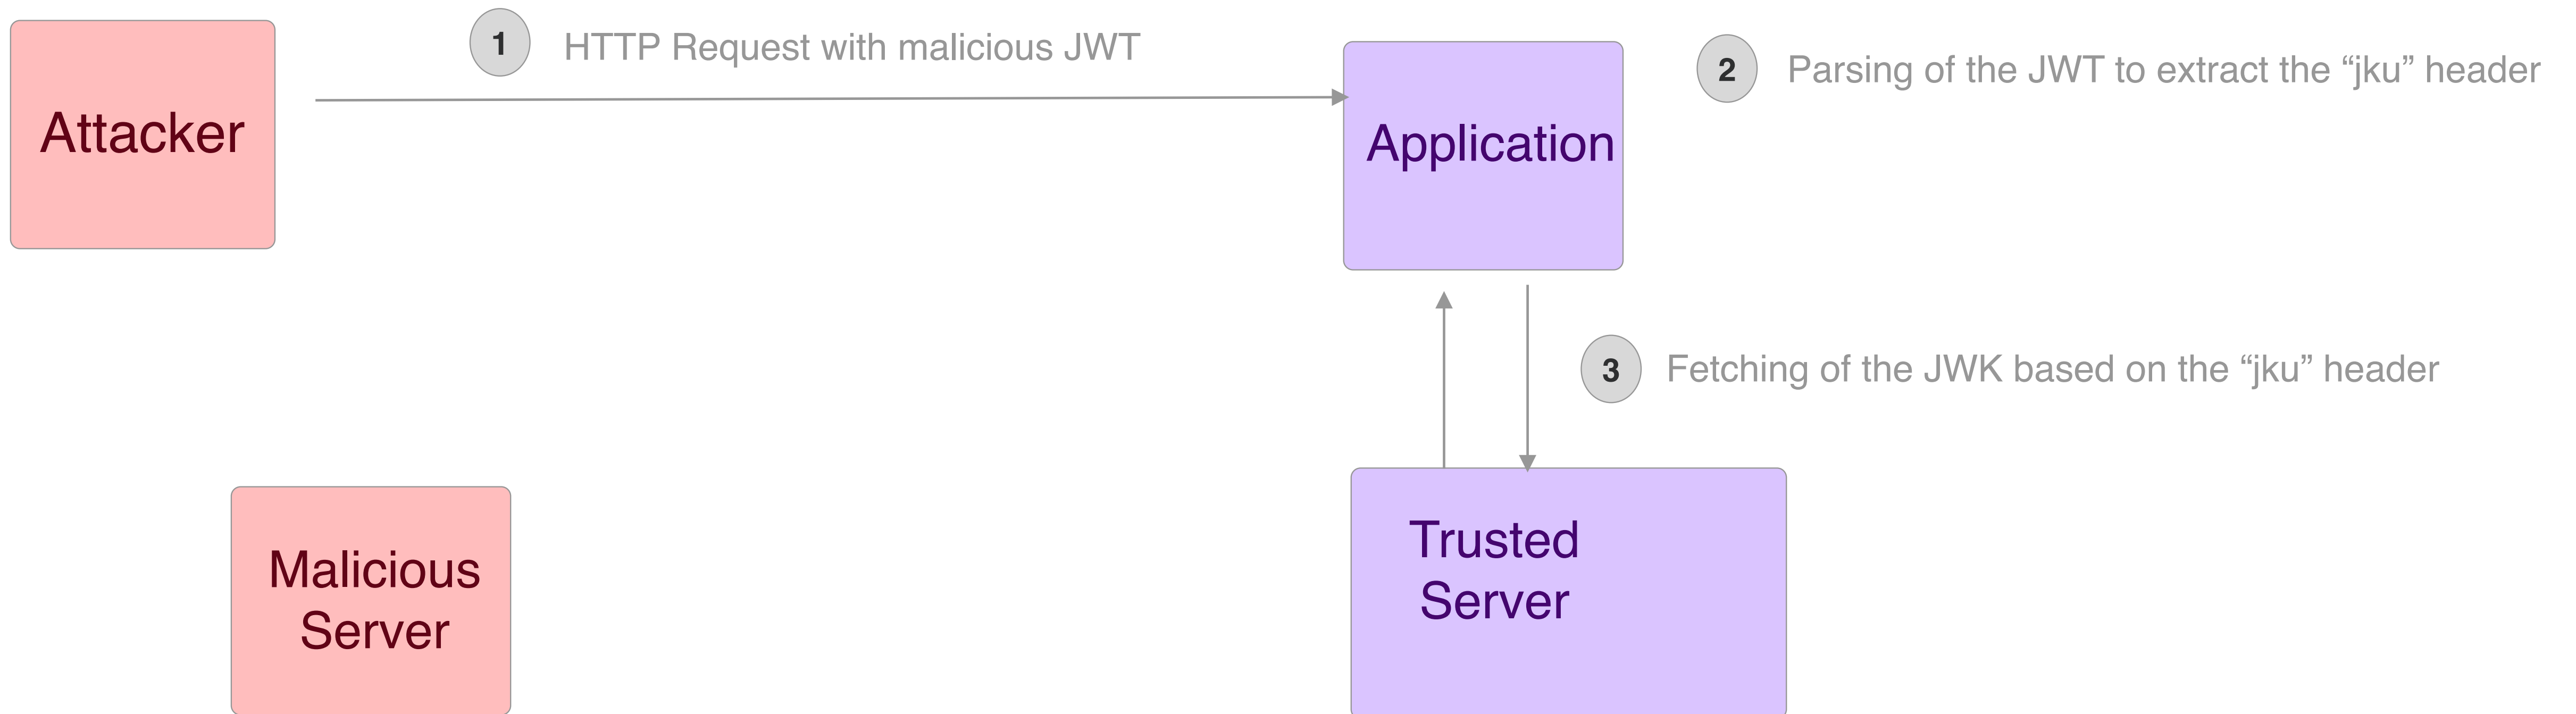 1
HTTP Request with malicious JWT
2
Parsing of the JWT to extract the “jku” header
Attacker
Application
3
Fetching of the JWK based on the “jku” header
Malicious
Server
Trusted
Server